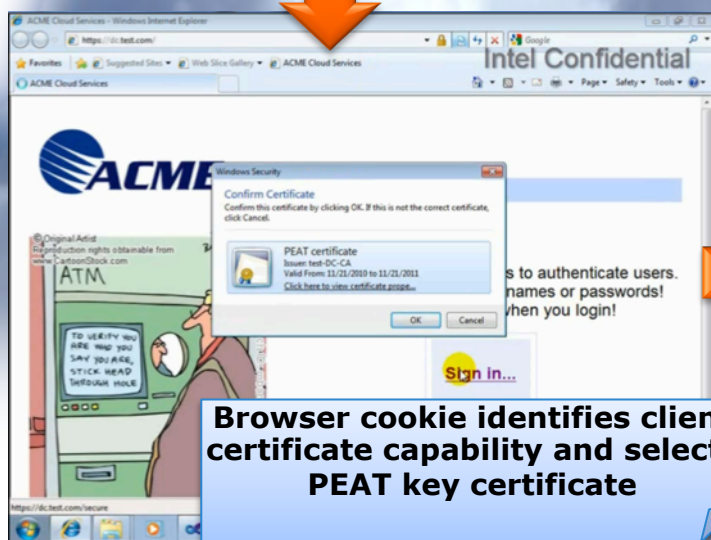 ACME Cloud Services - Windows Internet Explorer
https://dc.test.com/
Google
Favorites Suggested Sites Web Slice Gallery ACME Cloud Services
Intel Confidential
ACME Cloud Services
Page Safety Tools
ACME
Windows Security
Confirm Certificate
Confirm this certificate by clicking OK. If this is not the correct certificate,
click Cancel.
PEAT certificate
Issuer: test-DC-CA
Valid From: 11/21/2010 to 11/21/2011
Click here to view certificate prope...
OK Cancel
© Original Artist
Reproduction rights obtainable from
www.CartoonStock.com
ATM
TO VERIFY YOU
ARE WHO YOU
SAY YOU ARE,
STICK HEAD
THROUGH HOLE
s to authenticate users.
names or passwords!
when you login!
Sign in...
Browser cookie identifies clien
certificate capability and select
PEAT key certificate
https://dc.test.com/secure